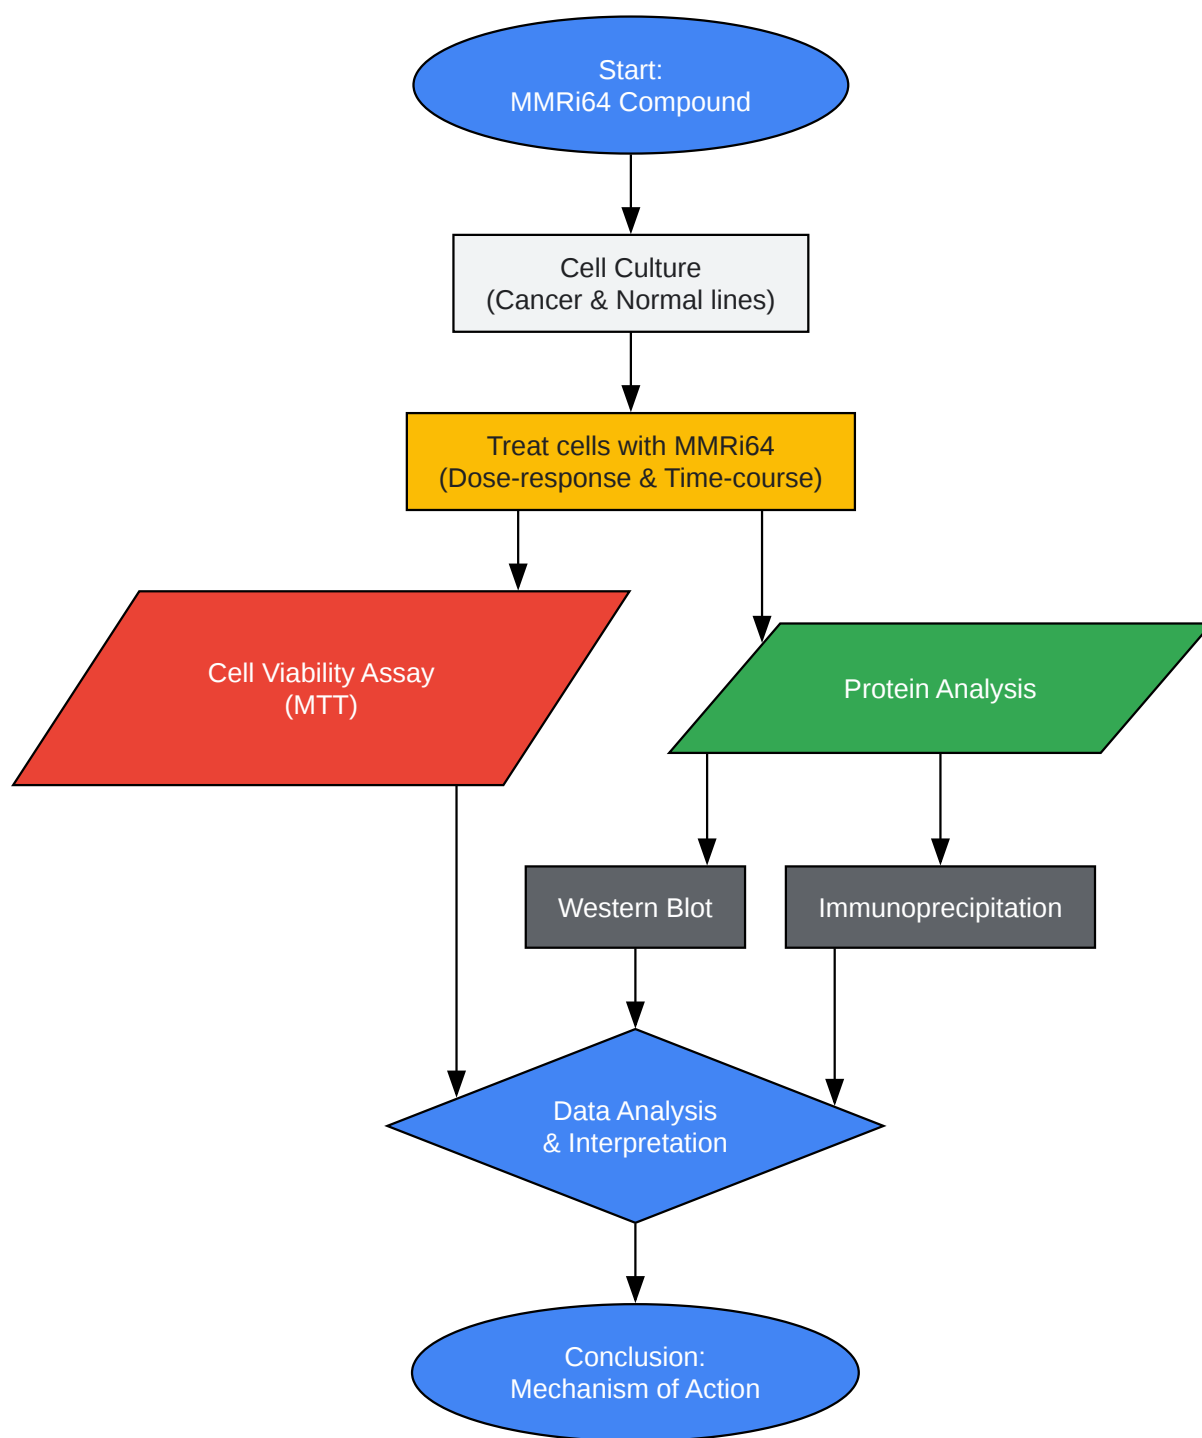 Start:
MMRi64 Compound
Cell Culture
(Cancer & Normal lines)
Treat cells with MMRi64
(Dose-response & Time-course)
Cell Viability Assay
(MTT)
Protein Analysis
Western Blot
Immunoprecipitation
Data Analysis
& Interpretation
Conclusion:
Mechanism of Action